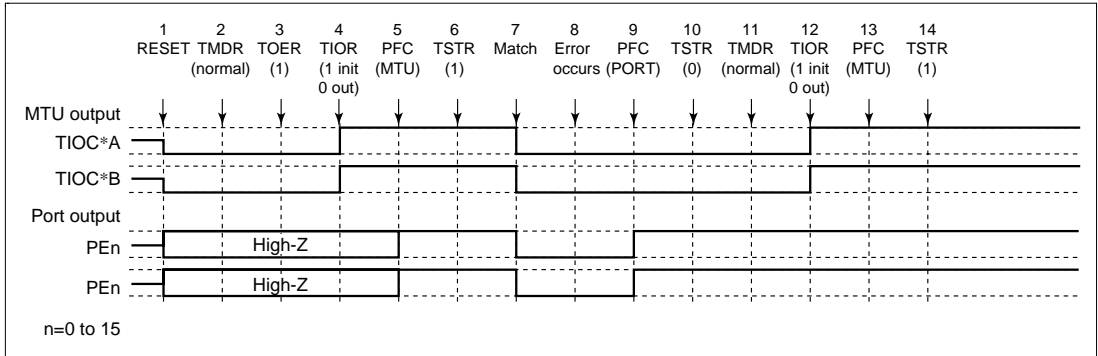 1 2 3 4 5 6 7 8 9 10 11 12 13 14
RESET TMDR TOER TIOR PFC TSTR Match Error PFC TSTR TMDR TIOR PFC TSTR
(normal) (1) (1 init (MTU) (1) occurs (PORT) (0) (normal) (1 init (MTU) (1)
0 out) 0 out)
MTU output
TIOC*A
TIOC*B
Port output
PEn High-Z
PEn High-Z
n=0 to 15